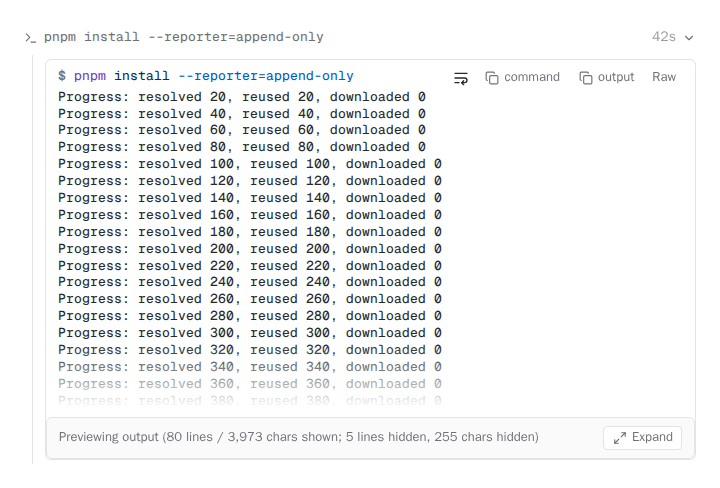 pnpm install --reporter=append-only 42s
$ pnpm install --reporter=append-only command output Raw
Progress: resolved 20, reused 20, downloaded 0
Progress: resolved 40, reused 40, downloaded 0
Progress: resolved 60, reused 60, downloaded 0
Progress: resolved 80, reused 80, downloaded 0
Progress: resolved 100, reused 100, downloaded 0
Progress: resolved 120, reused 120, downloaded 0
Progress: resolved 140, reused 140, downloaded 0
Progress: resolved 160, reused 160, downloaded 0
Progress: resolved 180, reused 180, downloaded 0
Progress: resolved 200, reused 200, downloaded 0
Progress: resolved 220, reused 220, downloaded 0
Progress: resolved 240, reused 240, downloaded 0
Progress: resolved 260, reused 260, downloaded 0
Progress: resolved 280, reused 280, downloaded 0
Progress: resolved 300, reused 300, downloaded 0
Progress: resolved 320, reused 320, downloaded 0
Progress: resolved 340, reused 340, downloaded 0
Progress: resolved 360, reused 360, downloaded 0
Progress: resolved 380, reused 380, downloaded 0
Previewing output (80 lines / 3,973 chars shown; 5 lines hidden, 255 chars hidden) Expand